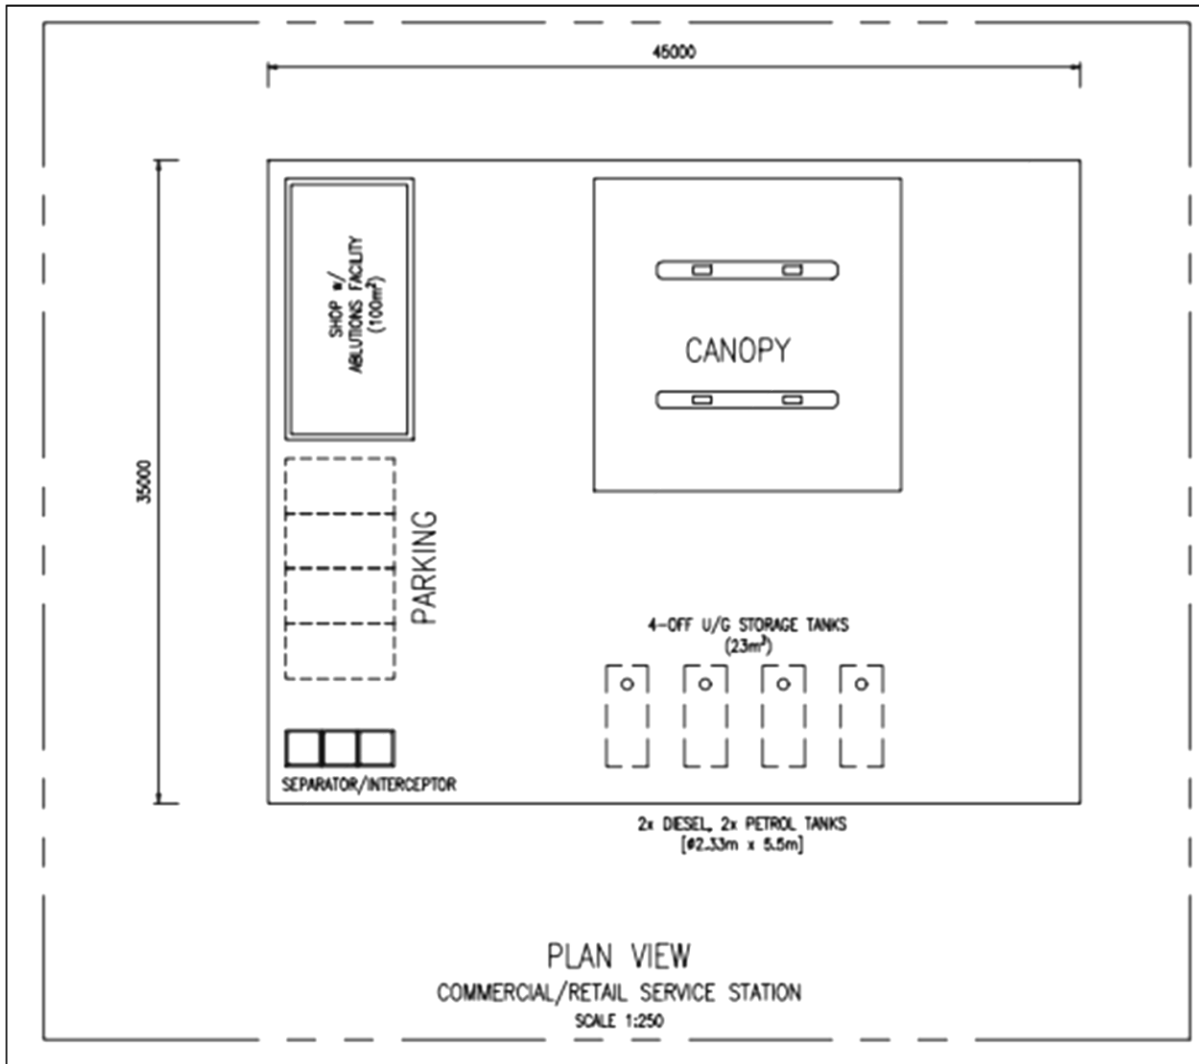 45000
35000
SHOP w/
ABLUTIONS FACILITY
(100m²)
CANOPY
PARKING
4-OFF U/G STORAGE TANKS
(23m³)
SEPARATOR/INTERCEPTOR
2x DIESEL, 2x PETROL TANKS
[ø2.33m x 5.5m]
PLAN VIEW
COMMERCIAL/RETAIL SERVICE STATION
SCALE 1:250